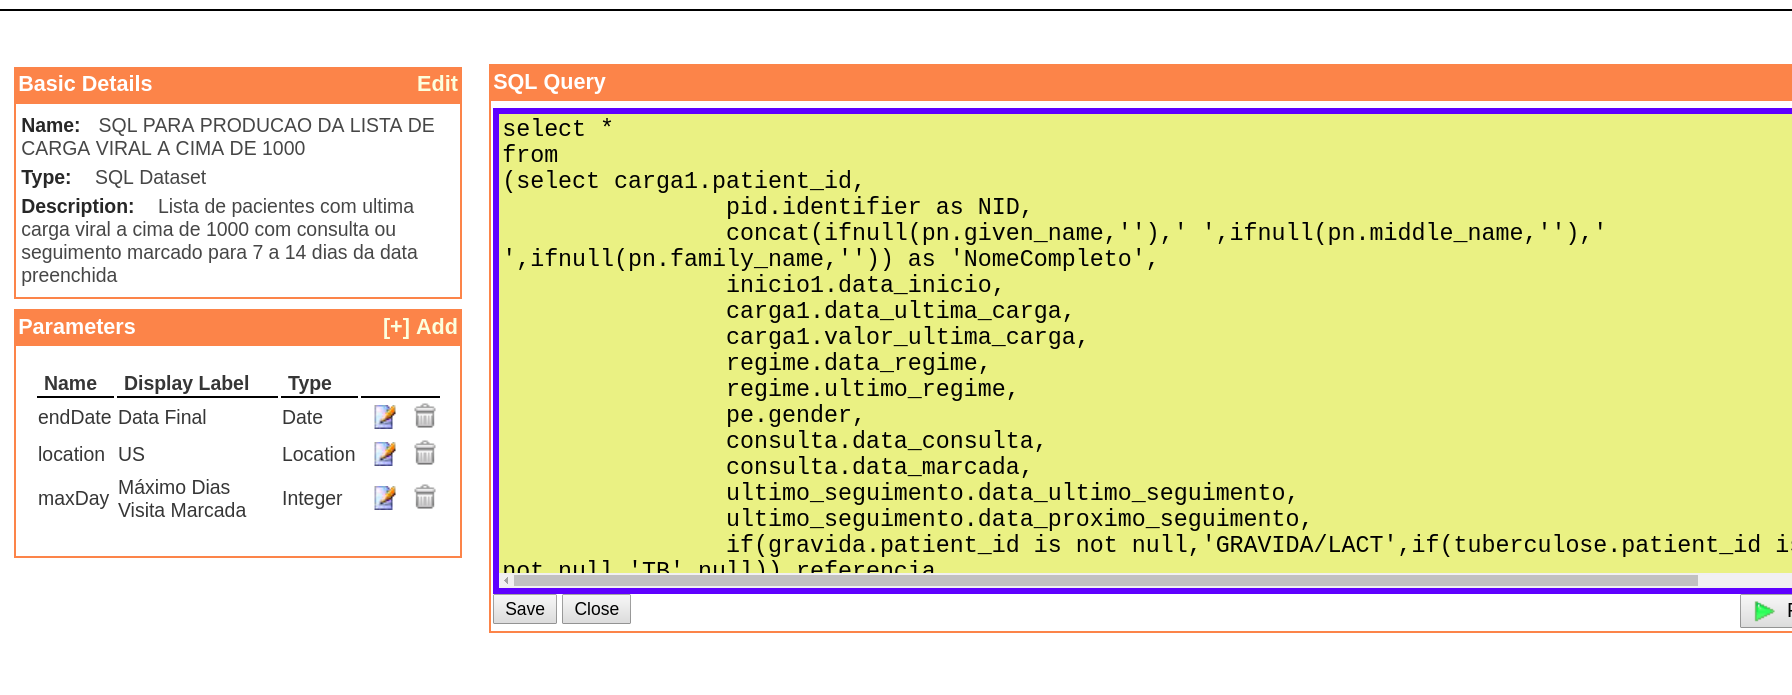 Basic Details Edit
Name: SQL PARA PRODUCAO DA LISTA DE
CARGA VIRAL A CIMA DE 1000
Type: SQL Dataset
Description: Lista de pacientes com ultima
carga viral a cima de 1000 com consulta ou
seguimento marcado para 7 a 14 dias da data
preenchida
Parameters [+] Add
Name Display Label Type
endDate Data Final Date
location US Location
maxDay Máximo Dias Visita Marcada Integer
SQL Query
select *
from
(select carga1.patient_id,
pid.identifier as NID,
concat(ifnull(pn.given_name,''),' ',ifnull(pn.middle_name,''),'
',ifnull(pn.family_name,'')) as 'NomeCompleto',
inicio1.data_inicio,
carga1.data_ultima_carga,
carga1.valor_ultima_carga,
regime.data_regime,
regime.ultimo_regime,
pe.gender,
consulta.data_consulta,
consulta.data_marcada,
ultimo_seguimento.data_ultimo_seguimento,
ultimo_seguimento.data_proximo_seguimento,
if(gravida.patient_id is not null,'GRAVIDA/LACT',if(tuberculose.patient_id is
not null,'TB',null)) referencia
Save Close